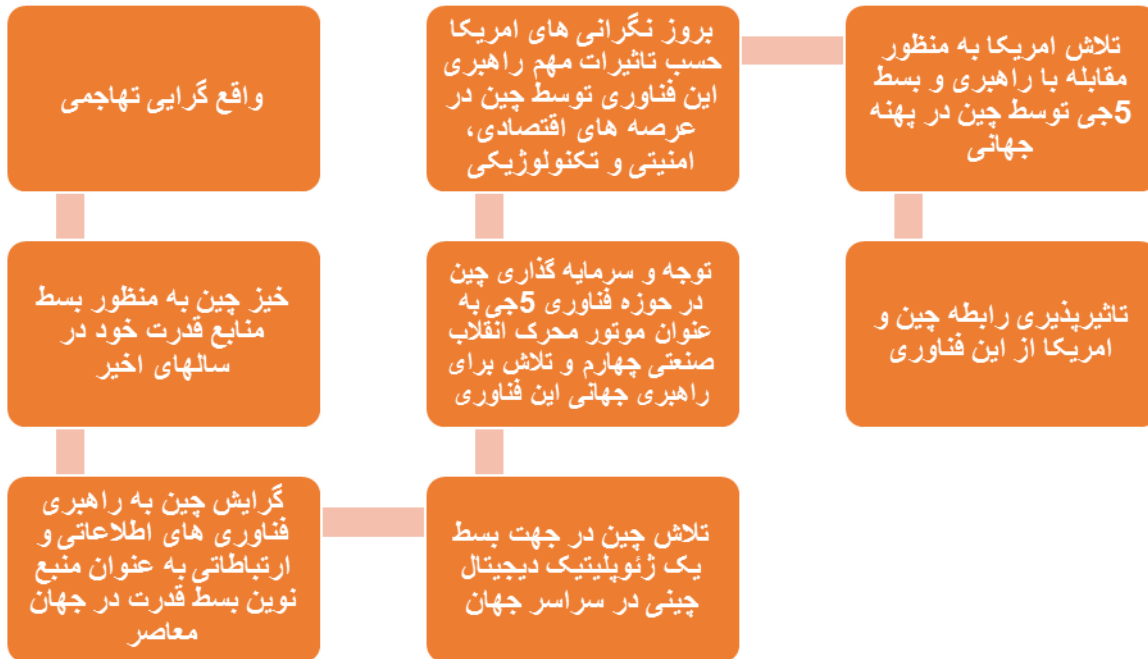 واقع گرایی تهاجمی
خیز چین به منظور بسط
منابع قدرت خود در
سالهای اخیر
گرایش چین به راهبری
فناوری های اطلاعاتی و
ارتباطاتی به عنوان منبع
نوین بسط قدرت در جهان
معاصر
تلاش چین در جهت بسط
یک ژئوپلیتیک دیجیتال
چینی در سراسر جهان
توجه و سرمایه گذاری چین
در حوزه فناوری 5جی به
عنوان موتور محرک انقلاب
صنعتی چهارم و تلاش برای
راهبری جهانی این فناوری
بروز نگرانی های امریکا
حسب تاثیرات مهم راهبری
این فناوری توسط چین در
عرصه های اقتصادی،
امنیتی و تکنولوژیکی
تلاش امریکا به منظور
مقابله با راهبری و بسط
5جی توسط چین در پهنه
جهانی
تاثیرپذیری رابطه چین و
امریکا از این فناوری